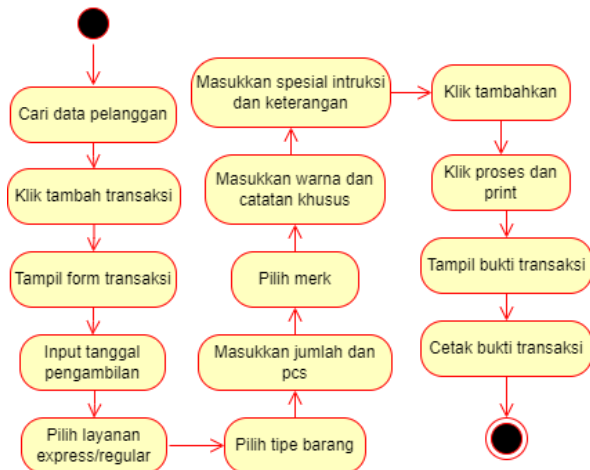 Cari data pelanggan
Klik tambah transaksi
Tampil form transaksi
Input tanggal
pengambilan
Pilih layanan
express/regular
Pilih tipe barang
Masukkan jumlah dan
pcs
Pilih merk
Masukkan warna dan
catatan khusus
Masukkan spesial intruksi
dan keterangan
Klik tambahkan
Klik proses dan
print
Tampil bukti transaksi
Cetak bukti transaksi